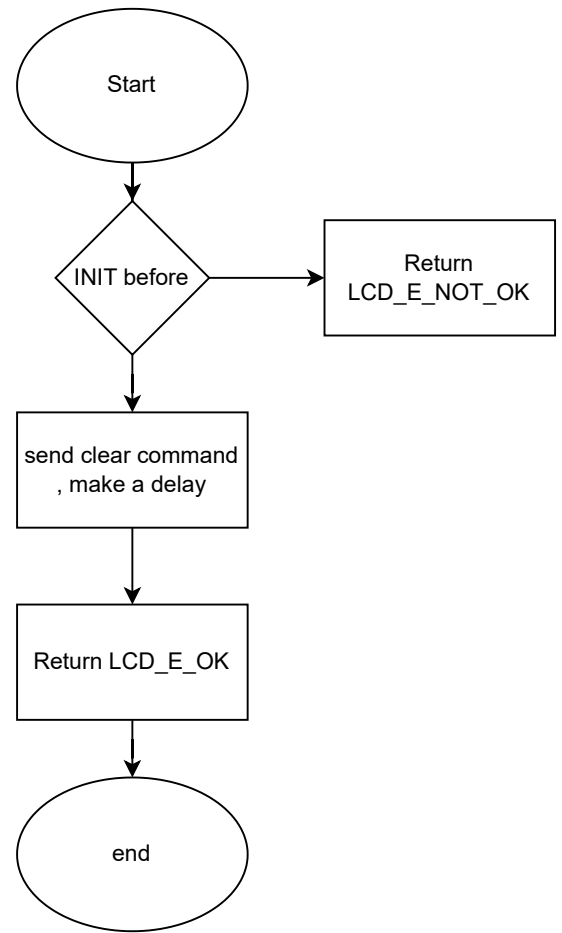 Start
INIT before
Return
LCD_E_NOT_OK
send clear command
, make a delay
Return LCD_E_OK
end